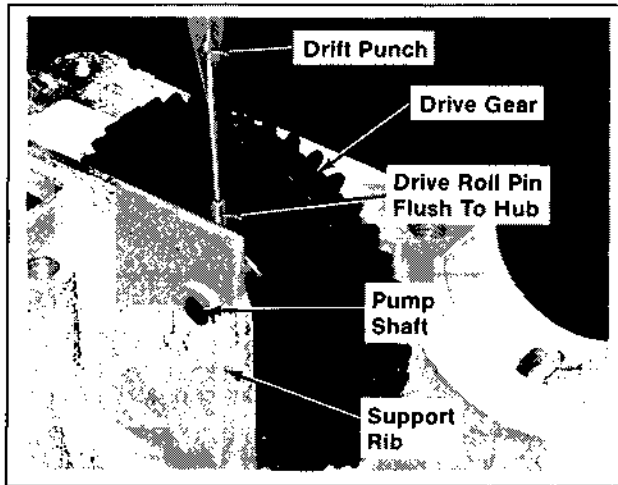 Drift Punch
Drive Gear
Drive Roll Pin
Flush To Hub
Pump
Shaft
Support
Rib